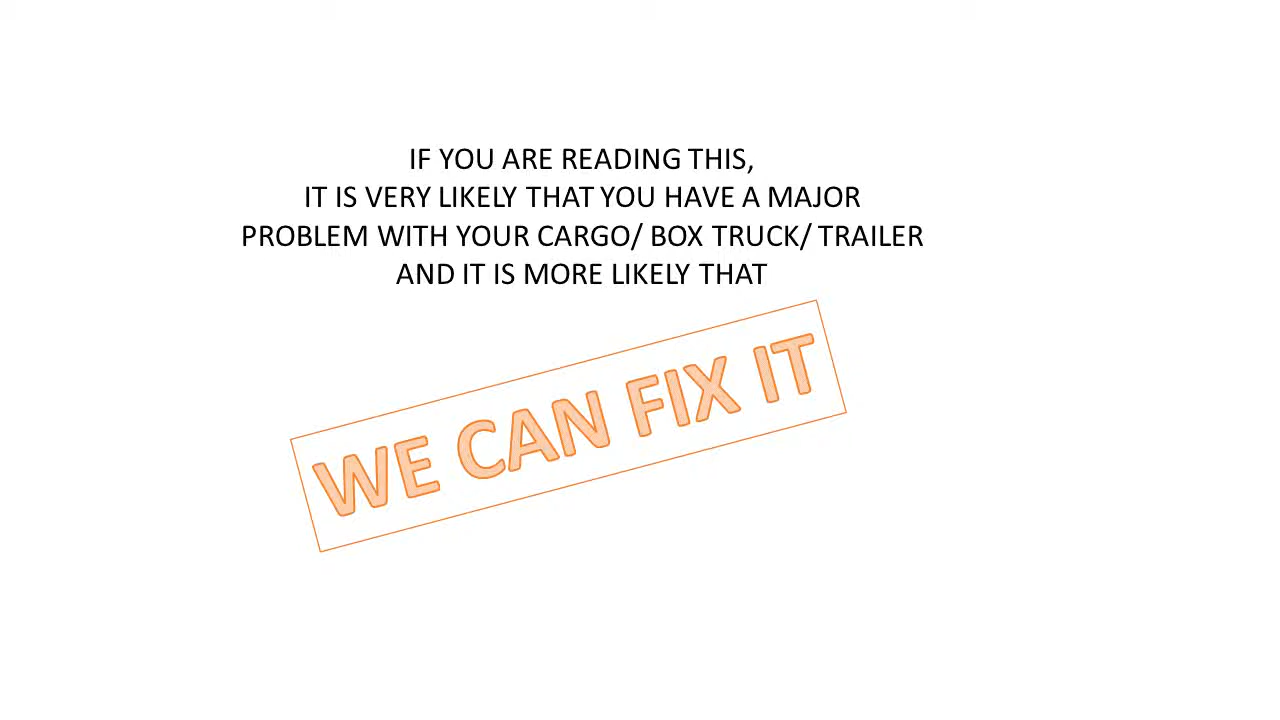 IF YOU ARE READING THIS,
IT IS VERY LIKELY THAT YOU HAVE A MAJOR
PROBLEM WITH YOUR CARGO/ BOX TRUCK/ TRAILER
AND IT IS MORE LIKELY THAT
WE CAN FIX IT